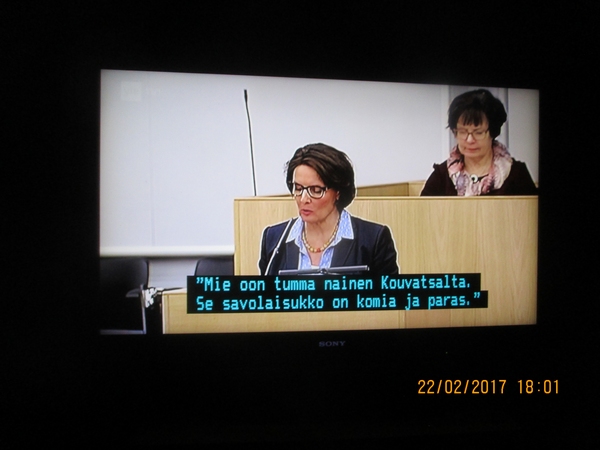 ”Mie oon tumma nainen Kouvatsalta.
Se savolaisukko on komia ja paras.”
SONY
22/02/2017 18:01